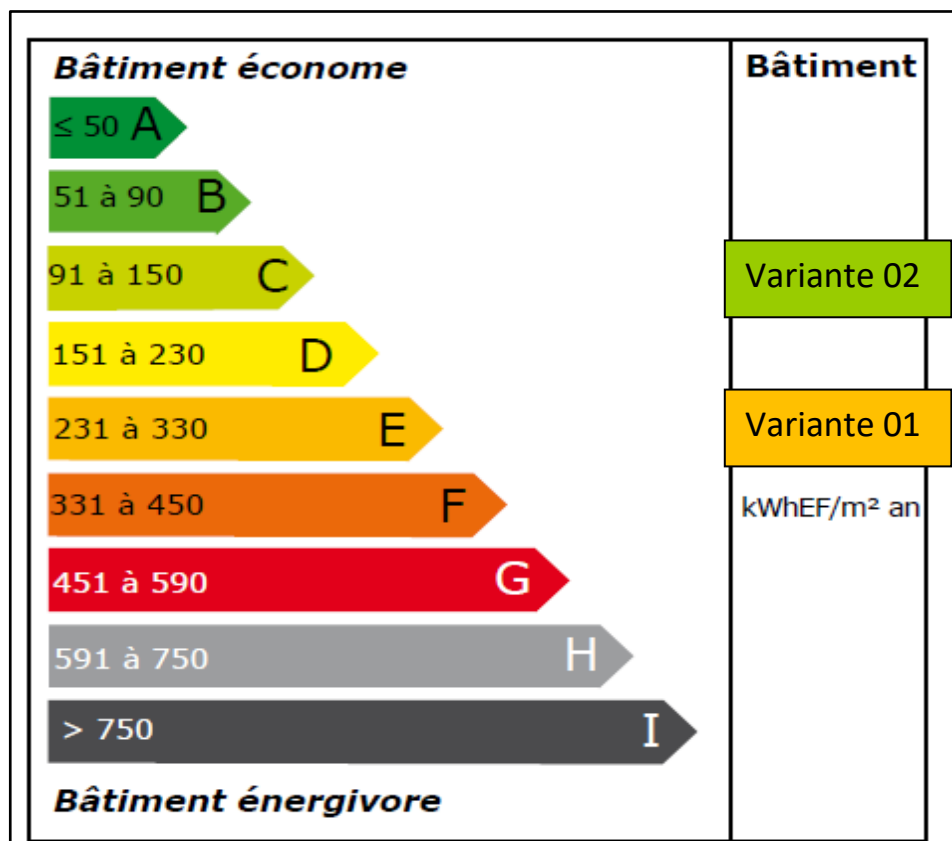 Bâtiment économe
Bâtiment
≤ 50 A
51 à 90 B
91 à 150 C
Variante 02
151 à 230 D
231 à 330 E
Variante 01
331 à 450 F
kWhEF/m² an
451 à 590 G
591 à 750 H
> 750 I
Bâtiment énergivore